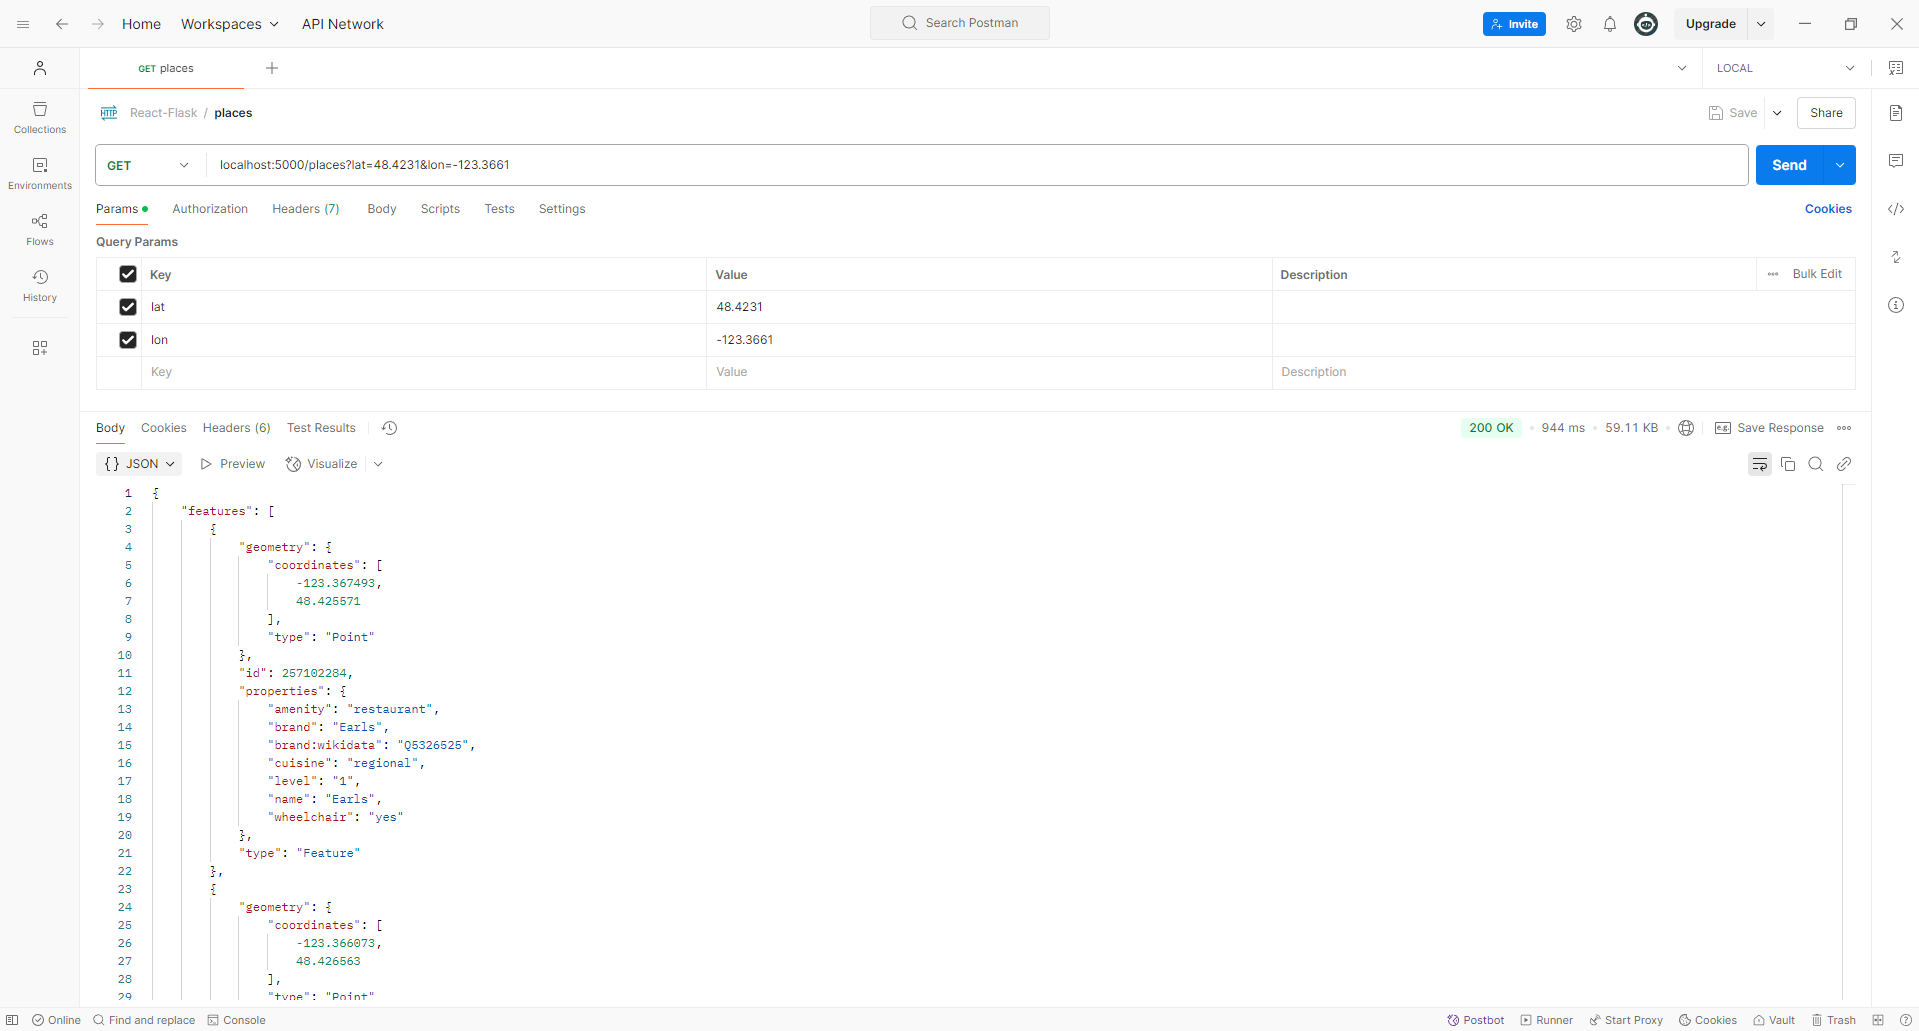 Home Workspaces API Network Search Postman Invite Upgrade
GET places LOCAL
HTTP React-Flask / places Save Share
GET localhost:5000/places?lat=48.4231&lon=-123.3661 Send
Params Authorization Headers (7) Body Scripts Tests Settings Cookies
Query Params
Key Value Description Bulk Edit
lat 48.4231
lon -123.3661
Key Value Description
Collections
Environments
Flows
History
Body Cookies Headers (6) Test Results 200 OK • 944 ms • 59.11 KB • e.g. Save Response
{} JSON Preview Visualize
1 {
2 "features": [
3 {
4 "geometry": {
5 "coordinates": [
6 -123.367493,
7 48.425571
8 ],
9 "type": "Point"
10 },
11 "id": 257102284,
12 "properties": {
13 "amenity": "restaurant",
14 "brand": "Earls",
15 "brand:wikidata": "Q5326525",
16 "cuisine": "regional",
17 "level": "1",
18 "name": "Earls",
19 "wheelchair": "yes"
20 },
21 "type": "Feature"
22 },
23 {
24 "geometry": {
25 "coordinates": [
26 -123.366073,
27 48.426563
28 ],
29 "type": "Point"
Online Find and replace Console Postbot Runner Start Proxy Cookies Vault Trash